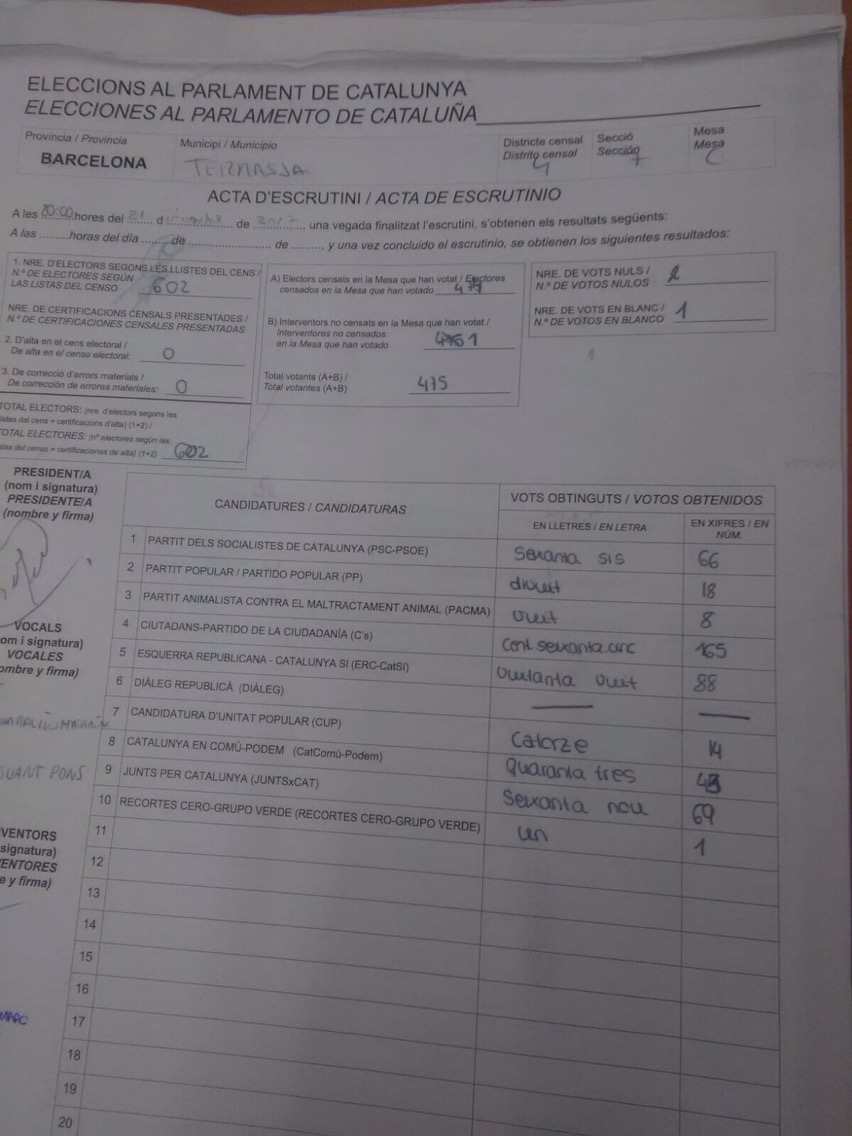 ELECCIONS AL PARLAMENT DE CATALUNYA
ELECCIONES AL PARLAMENTO DE CATALUÑA
Provincia / Provincia
BARCELONA
Municipi / Municipio
TERRASSA
Districte censal
Distrito censal
4
Secció
Sección
7
Mesa
Mesa
C
ACTA D'ESCRUTINI / ACTA DE ESCRUTINIO
A les 20:00 hores del 21 d de 2017, una vegada finalitzat l'escrutini, s'obtenen els resultats següents:
A las ........horas del día ........ de ........................ de ........, y una vez concluido el escrutinio, se obtienen los siguientes resultados:
1. NRE. D'ELECTORS SEGONS LES LLISTES DEL CENS /
N.º DE ELECTORES SEGÚN
LAS LISTAS DEL CENSO 602
NRE. DE CERTIFICACIONS CENSALS PRESENTADES /
N.º DE CERTIFICACIONES CENSALES PRESENTADAS
2. D'alta en el cens electoral /
De alta en el censo electoral: 0
3. De correcció d'errors materials /
De corrección de errores materiales: 0
TOTAL ELECTORS: (nre. d'electors segons les
listes del cens + certificacions d'alta) (1+2) /
TOTAL ELECTORES: (nº electores según las
listas del censo + certificaciones de alta) (1+2) 602
A) Electors censats en la Mesa que han votat / Electores
censados en la Mesa que han votado
B) Interventors no censats en la Mesa que han votat /
Interventores no censados
en la Mesa que han votado 1
Total votants (A+B) /
Total votantes (A+B) 475
NRE. DE VOTS NULS /
N.º DE VOTOS NULOS 2
NRE. DE VOTS EN BLANC /
N.º DE VOTOS EN BLANCO 1
PRESIDENT/A
(nom i signatura)
PRESIDENTE/A
(nombre y firma)
VOCALS
(nom i signatura)
VOCALES
(nombre y firma)
GUANT PONS
VENTORS
signatura)
ENTORES
e y firma)
CANDIDATURES / CANDIDATURAS
VOTS OBTINGUTS / VOTOS OBTENIDOS
EN LLETRES / EN LETRA
EN XIFRES / EN
NÚM.
1 PARTIT DELS SOCIALISTES DE CATALUNYA (PSC-PSOE) Seixanta sis 66
2 PARTIT POPULAR / PARTIDO POPULAR (PP) divuit 18
3 PARTIT ANIMALISTA CONTRA EL MALTRACTAMENT ANIMAL (PACMA) vuit 8
4 CIUTADANS-PARTIDO DE LA CIUDADANÍA (C's) Cent seixanta cinc 165
5 ESQUERRA REPUBLICANA - CATALUNYA SI (ERC-CatSI) Vuitanta vuit 88
6 DIÀLEG REPUBLICÀ (DIÀLEG) — —
7 CANDIDATURA D'UNITAT POPULAR (CUP) Catorze 14
8 CATALUNYA EN COMÚ-PODEM (CatComú-Podem) Quaranta tres 43
9 JUNTS PER CATALUNYA (JUNTSxCAT) Seixanta nou 69
10 RECORTES CERO-GRUPO VERDE (RECORTES CERO-GRUPO VERDE) un 1
11
12
13
14
15
16
17
18
19
20